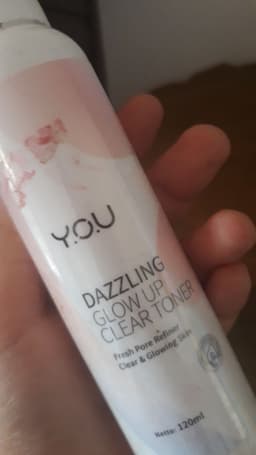 Y.O.U
DAZZLING
GLOW UP
CLEAR TONER
Fresh Pore Refiner
Clear & Glowing Skin
Netto: 120ml